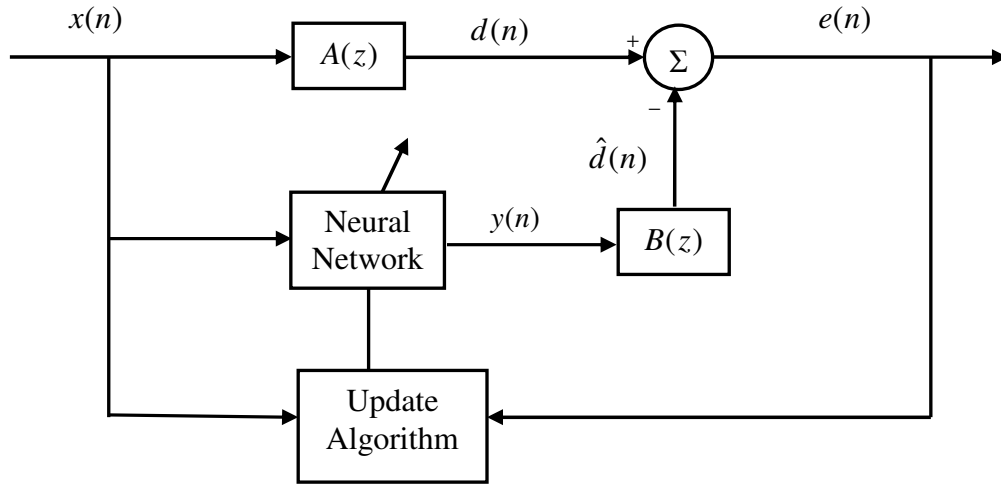 x(n)
A(z)
d(n)
+
Σ
e(n)
−
d̂(n)
Neural
Network
y(n)
B(z)
Update
Algorithm